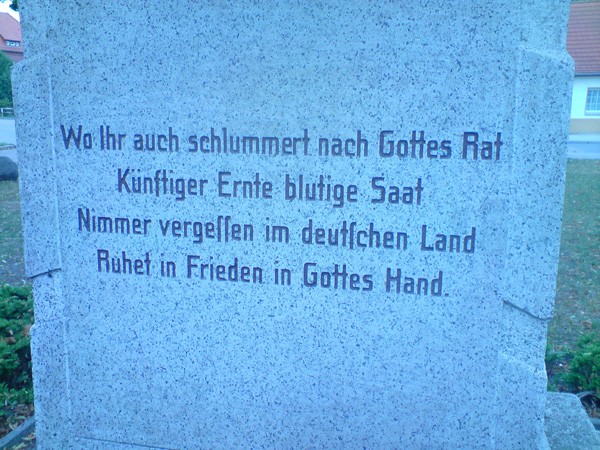 Wo Ihr auch schlummert nach Gottes Rat
Künftiger Ernte blutige Saat
Nimmer vergeſſen im deutſchen Land
Ruhet in Frieden in Gottes Hand.